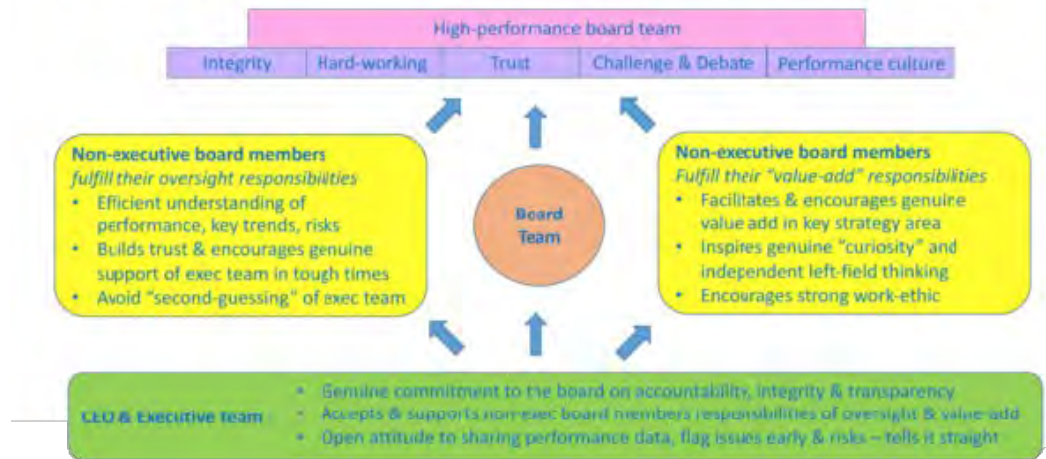 High-performance board team
Integrity
Hard-working
Trust
Challenge & Debate
Performance culture
Non-executive board members
fulfill their oversight responsibilities
• Efficient understanding of
performance, key trends, risks
• Builds trust & encourages genuine
support of exec team in tough times
• Avoid "second-guessing" of exec team
Board
Team
Non-executive board members
Fulfill their "value-add" responsibilities
• Facilitates & encourages genuine
value add in key strategy area
• Inspires genuine "curiosity" and
independent left-field thinking
• Encourages strong work-ethic
CEO & Executive team
• Genuine commitment to the board on accountability, integrity & transparency
• Accepts & supports non-exec board members responsibilities of oversight & value-add
• Open attitude to sharing performance data, flag issues early & risks – tells it straight